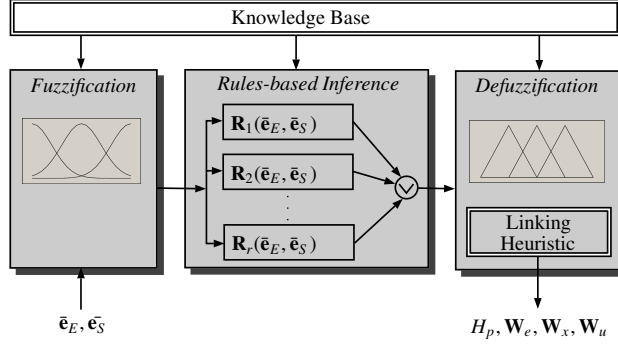 Knowledge Base
Fuzzification
Rules-based Inference
Defuzzification
R₁(ēE, ēS)
R₂(ēE, ēS)
⋮
Rᵣ(ēE, ēS)
∨
Linking
Heuristic
ēE, ēS
Hₚ, Wₑ, Wₓ, Wᵤ